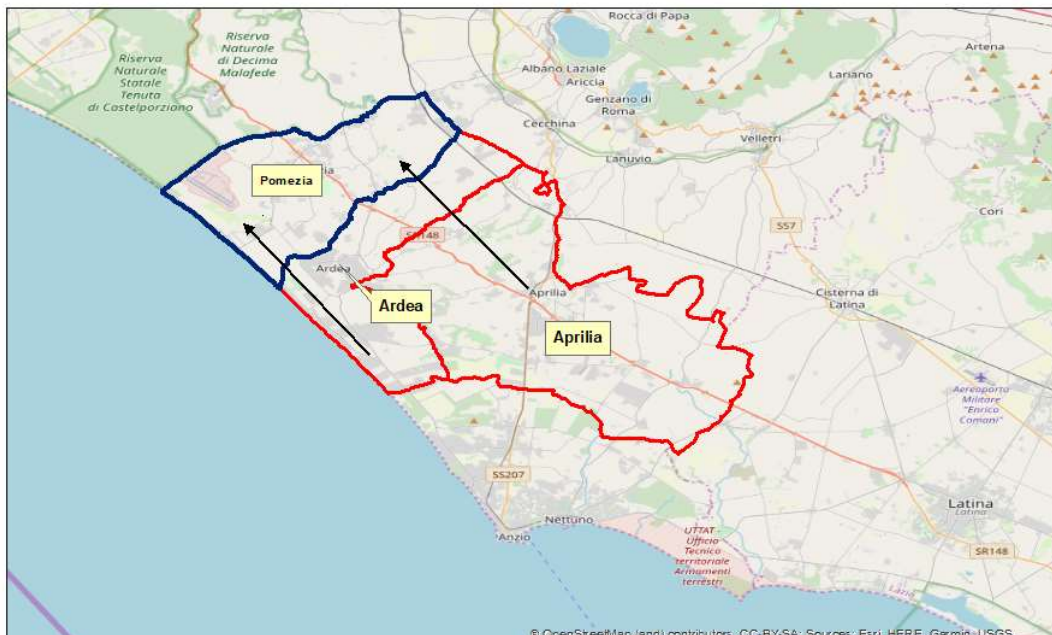 Riserva
Naturale
Statale
Tenuta
di Castelporziano
Riserva
Naturale
di Decima
Malafede
Rocca di Papa
Albano Laziale
Ariccia
Genzano di
Roma
Cecchina
Lanuvio
Velletri
Lariano
Artena
Cori
Pomezia
SR148
Ardea
Ardea
Aprilia
Aprilia
SS7
Cisterna di
Latina
Aeroporto
Militare
"Enrico
Comani"
SS207
Nettuno
Anzio
UTTAT -
Ufficio
Tecnico
territoriale
Armamenti
terrestri
Latina
Latina
SR148
Lazio
© OpenStreetMap (and) contributors, CC-BY-SA; Sources: Esri, HERE, Garmin, USGS